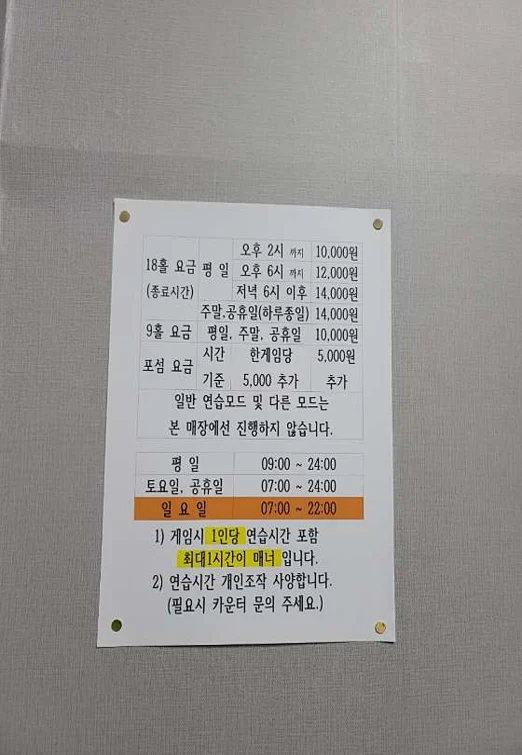 18홀 요금 (종료시간) 평 일 오후 2시 까지 10,000원
오후 6시 까지 12,000원
저녁 6시 이후 14,000원
주말,공휴일(하루종일) 14,000원
9홀 요금 평일, 주말, 공휴일 10,000원
포섬 요금 시간 한게임당 5,000원
기준 5,000 추가 추가
일반 연습모드 및 다른 모드는
본 매장에선 진행하지 않습니다.
평 일 09:00 ~ 24:00
토요일, 공휴일 07:00 ~ 24:00
일 요 일 07:00 ~ 22:00
1) 게임시 1인당 연습시간 포함
최대1시간이 매너 입니다.
2) 연습시간 개인조작 사양합니다.
(필요시 카운터 문의 주세요.)